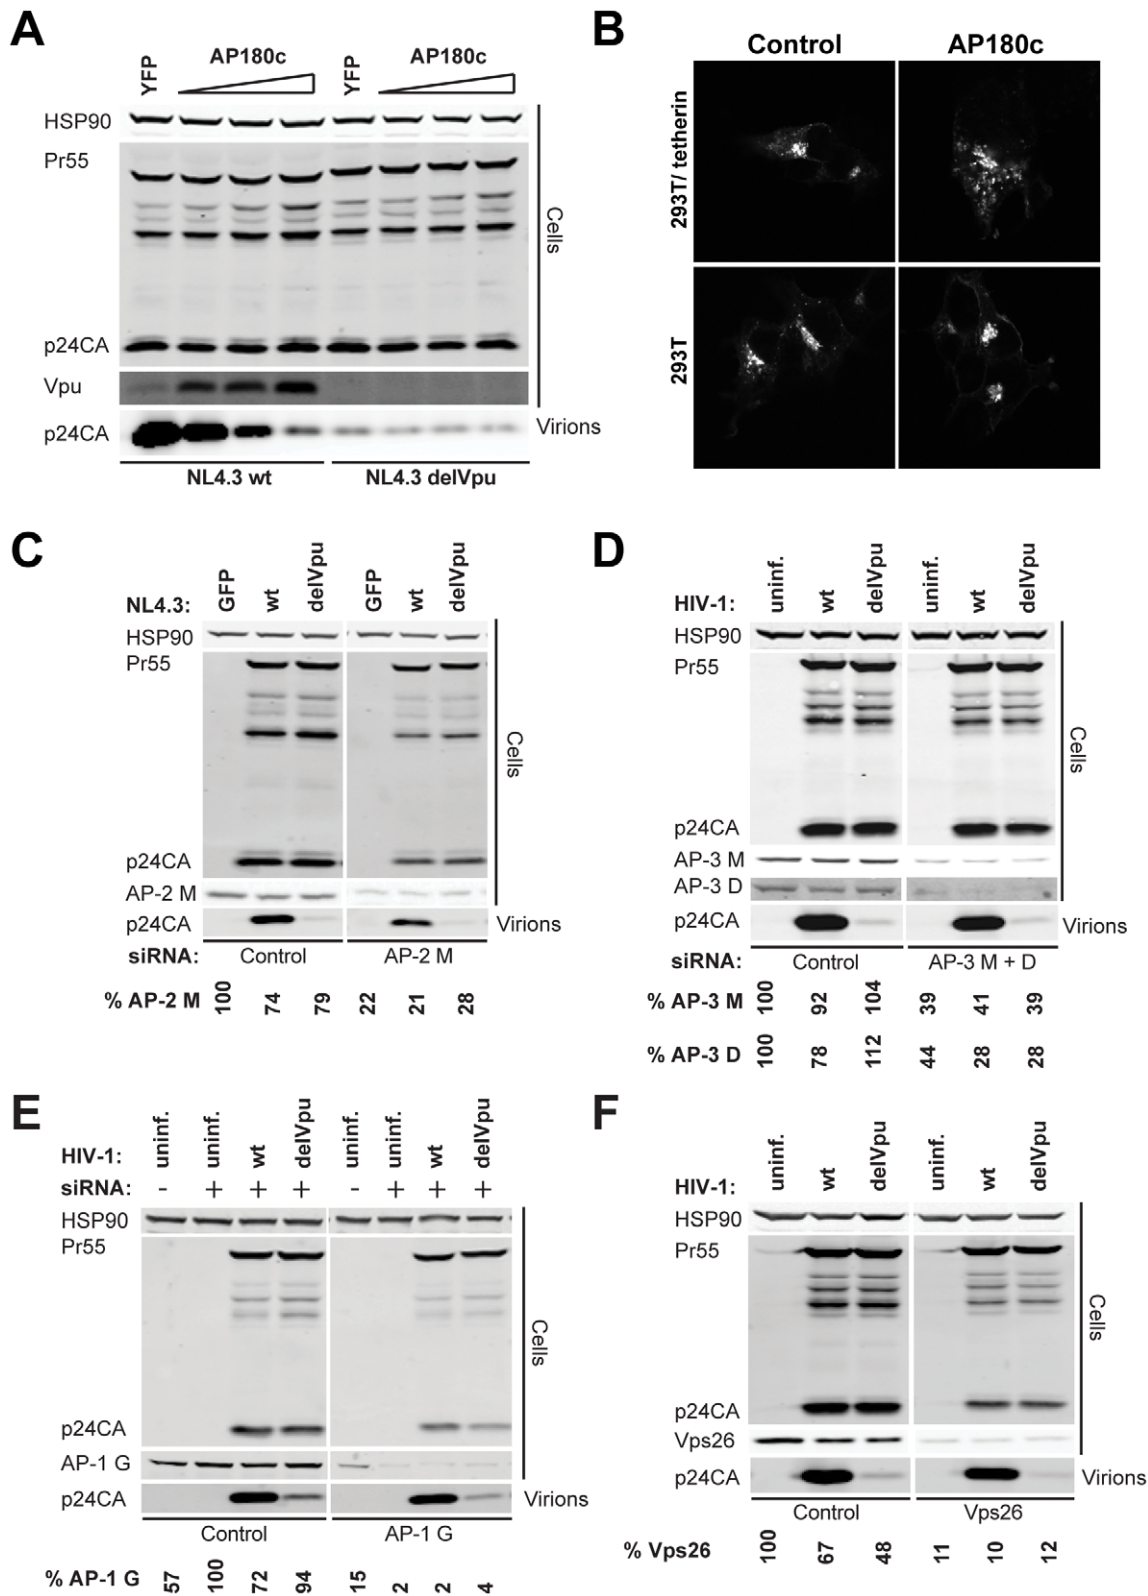 A
YFP AP180c YFP AP180c
HSP90
Pr55
p24CA
Vpu
p24CA
Cells
Virions
NL4.3 wt NL4.3 delVpu
B
Control AP180c
293T/ tetherin
293T
C
NL4.3: GFP wt delVpu GFP wt delVpu
HSP90
Pr55
p24CA
AP-2 M
p24CA
Cells
Virions
siRNA: Control AP-2 M
% AP-2 M 100 74 79 22 21 28
D
HIV-1: uninf. wt delVpu uninf. wt delVpu
HSP90
Pr55
p24CA
AP-3 M
AP-3 D
p24CA
Cells
Virions
siRNA: Control AP-3 M + D
% AP-3 M 100 92 104 39 41 39
% AP-3 D 100 78 112 44 28 28
E
HIV-1: uninf. uninf. wt delVpu uninf. uninf. wt delVpu
siRNA: - + + + - + + +
HSP90
Pr55
p24CA
AP-1 G
p24CA
Cells
Virions
Control AP-1 G
% AP-1 G 57 100 72 94 15 2 2 4
F
HIV-1: uninf. wt delVpu uninf. wt delVpu
HSP90
Pr55
p24CA
Vps26
p24CA
Cells
Virions
Control Vps26
% Vps26 100 67 48 11 10 12